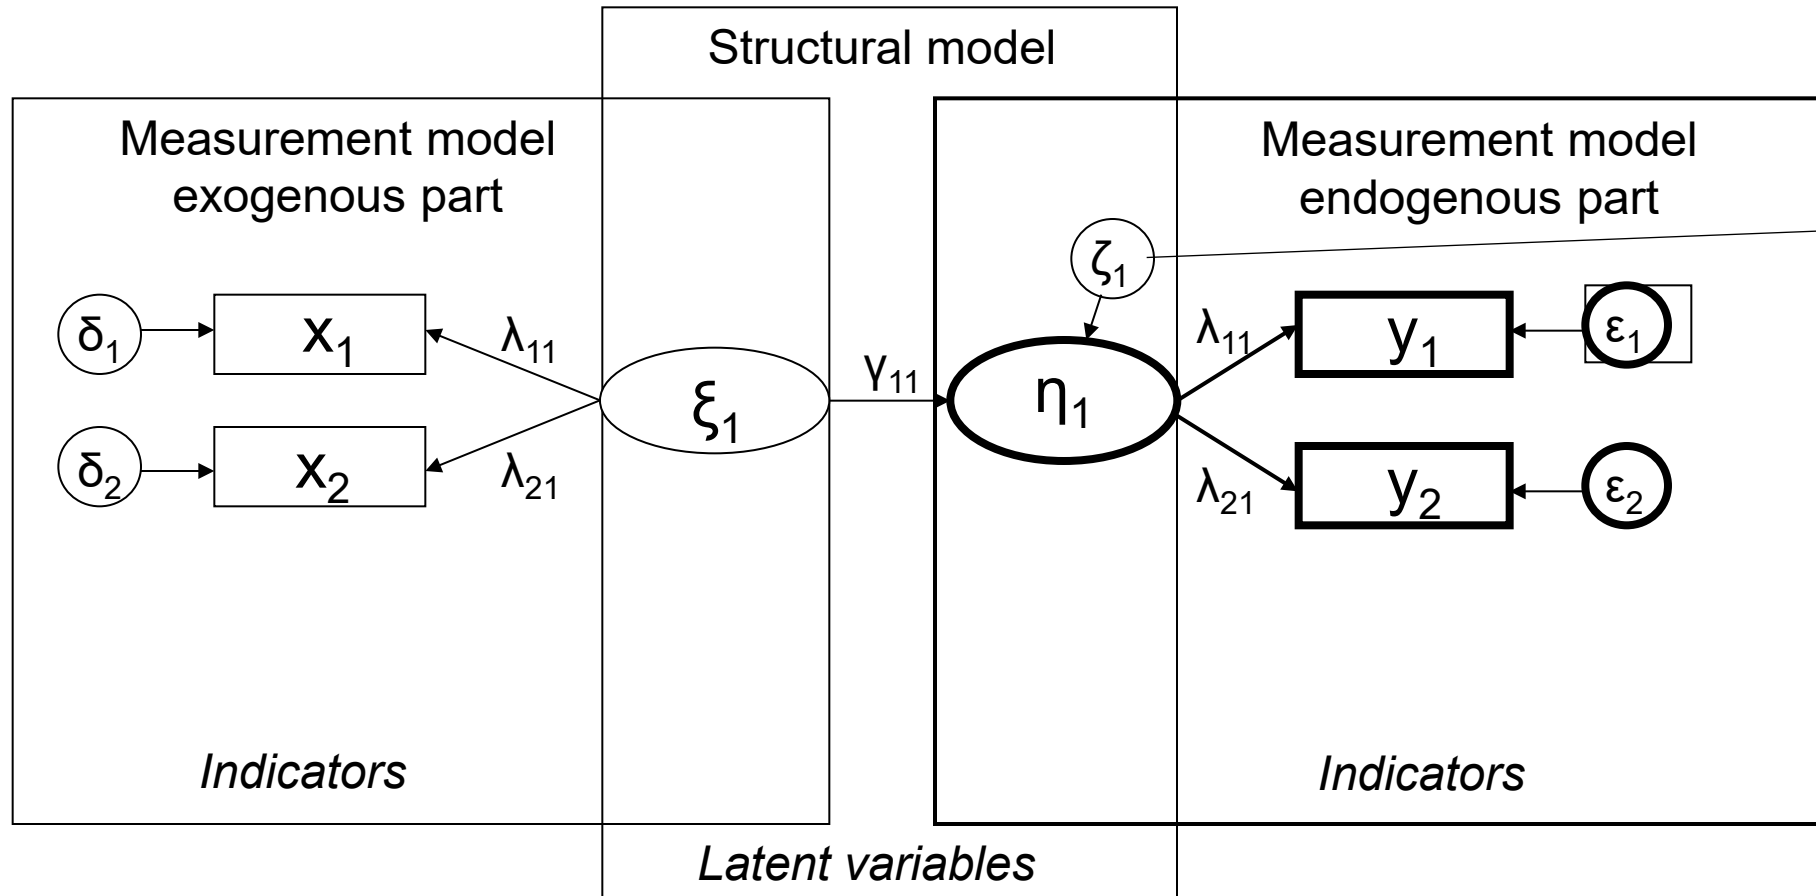 Structural model
Measurement model
exogenous part
Measurement model
endogenous part
ζ₁
δ₁
x₁
λ₁₁
ξ₁
γ₁₁
η₁
λ₁₁
y₁
ε₁
δ₂
x₂
λ₂₁
λ₂₁
y₂
ε₂
Indicators
Indicators
Latent variables